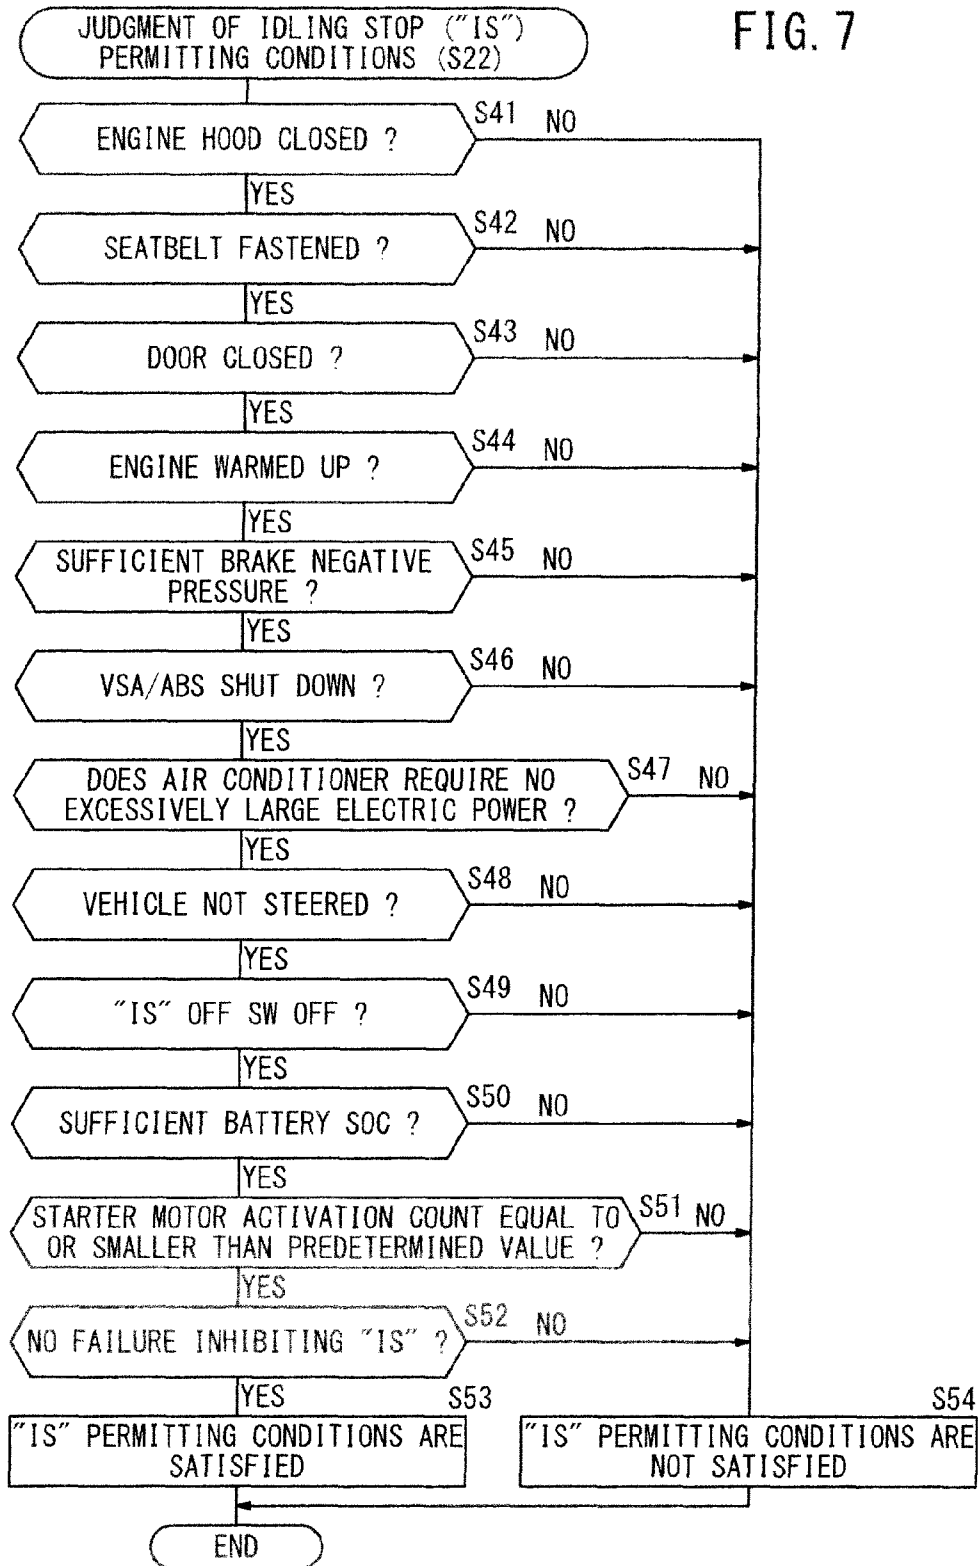 JUDGMENT OF IDLING STOP ("IS")
PERMITTING CONDITIONS (S22)
FIG. 7
ENGINE HOOD CLOSED ?
S41
NO
YES
SEATBELT FASTENED ?
S42
NO
YES
DOOR CLOSED ?
S43
NO
YES
ENGINE WARMED UP ?
S44
NO
YES
SUFFICIENT BRAKE NEGATIVE
PRESSURE ?
S45
NO
YES
VSA/ABS SHUT DOWN ?
S46
NO
YES
DOES AIR CONDITIONER REQUIRE NO
EXCESSIVELY LARGE ELECTRIC POWER ?
S47
NO
YES
VEHICLE NOT STEERED ?
S48
NO
YES
"IS" OFF SW OFF ?
S49
NO
YES
SUFFICIENT BATTERY SOC ?
S50
NO
YES
STARTER MOTOR ACTIVATION COUNT EQUAL TO
OR SMALLER THAN PREDETERMINED VALUE ?
S51
NO
YES
NO FAILURE INHIBITING "IS" ?
S52
NO
YES
S53
"IS" PERMITTING CONDITIONS ARE
SATISFIED
S54
"IS" PERMITTING CONDITIONS ARE
NOT SATISFIED
END